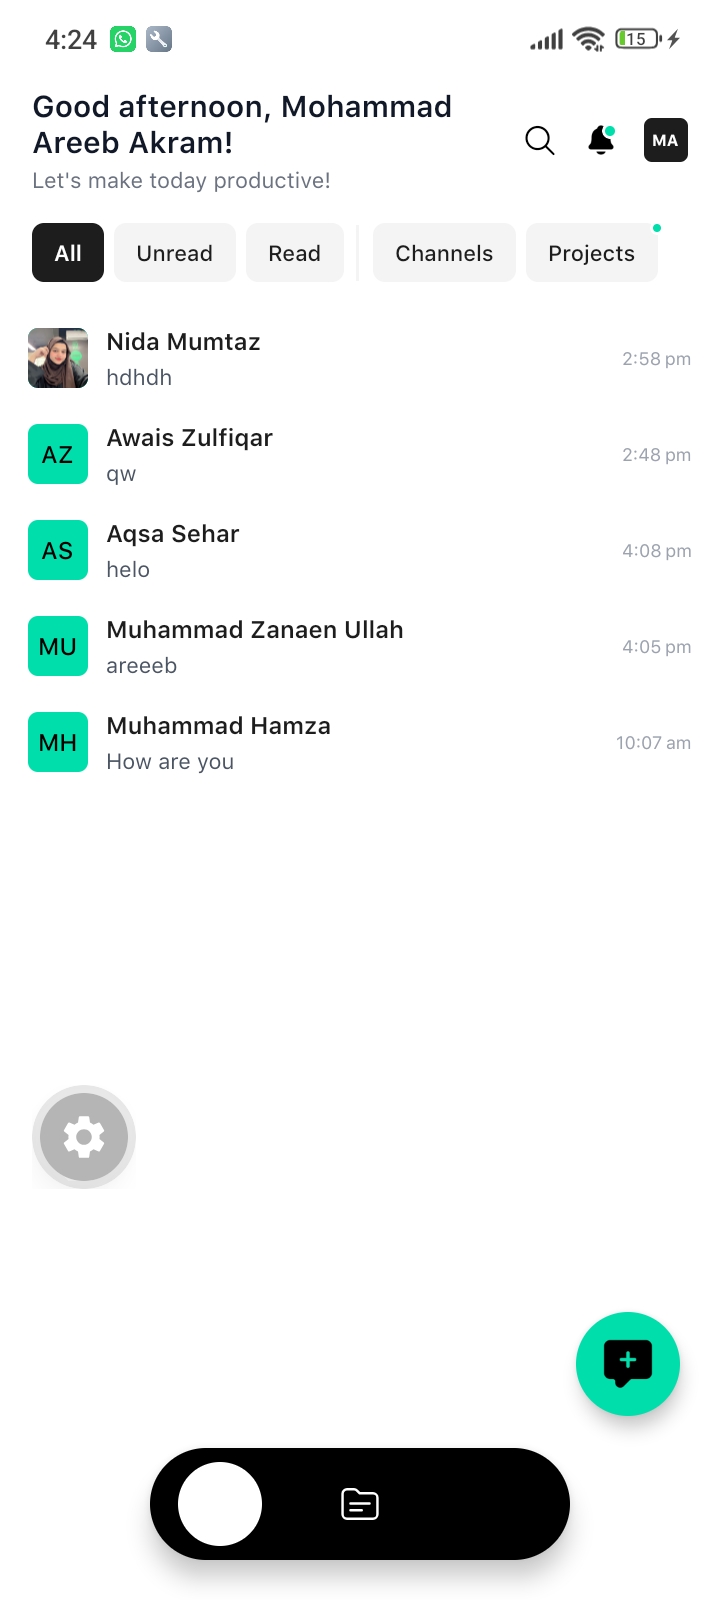 4:24
15
Good afternoon, Mohammad
Areeb Akram!
MA
Let's make today productive!
All
Unread
Read
Channels
Projects
Nida Mumtaz
hdhdh
2:58 pm
AZ
Awais Zulfiqar
qw
2:48 pm
AS
Aqsa Sehar
helo
4:08 pm
MU
Muhammad Zanaen Ullah
areeeb
4:05 pm
MH
Muhammad Hamza
How are you
10:07 am